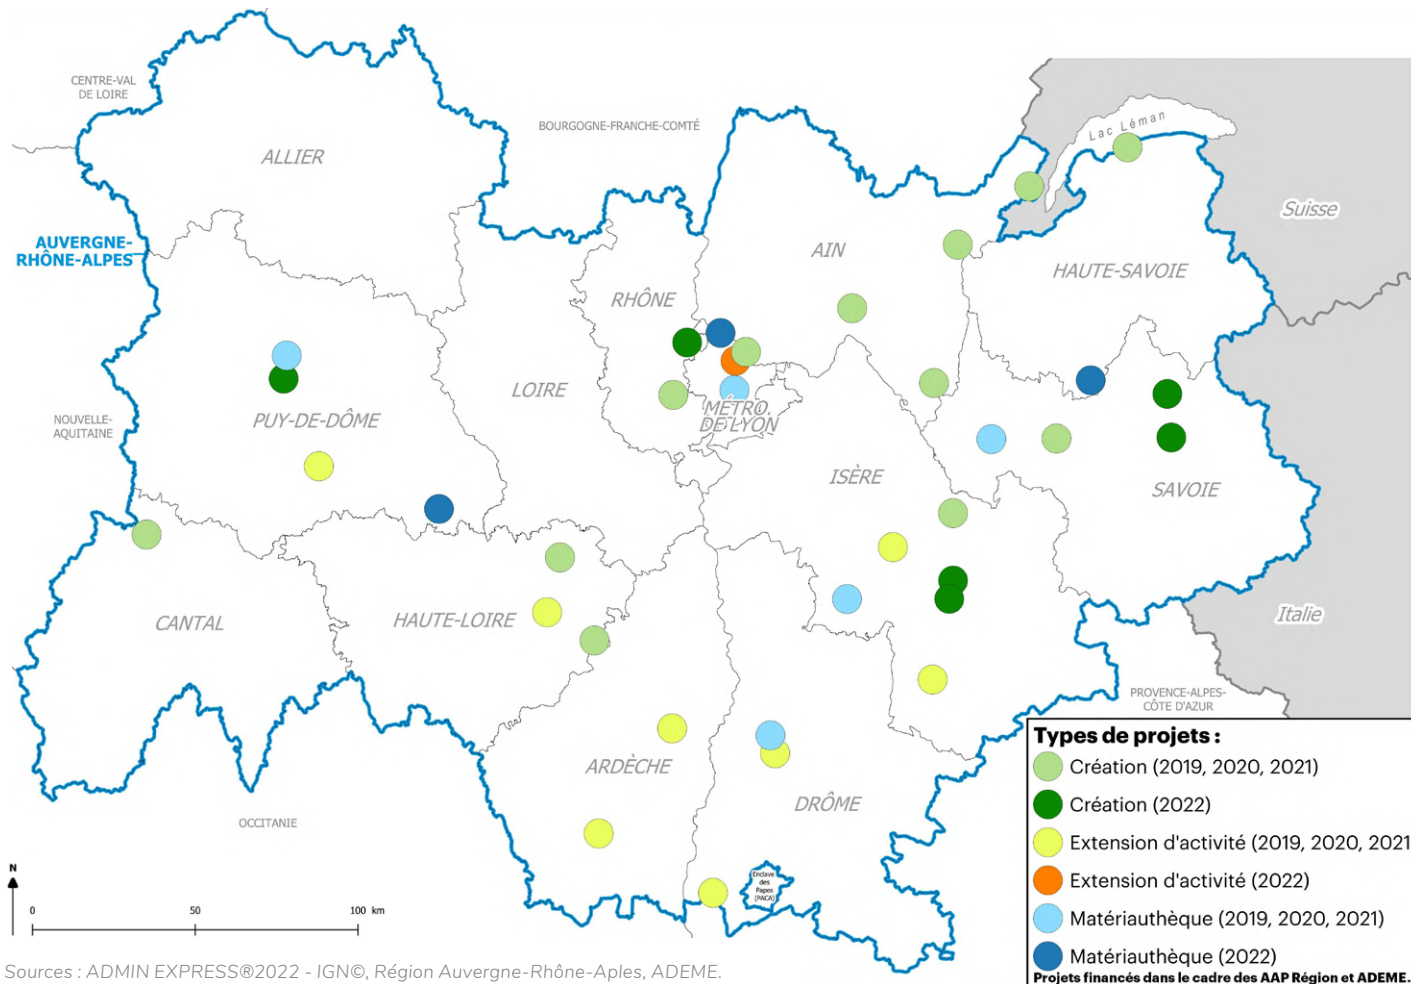 CENTRE-VAL
DE LOIRE
BOURGOGNE-FRANCHE-COMTÉ
Lac Léman
ALLIER
Suisse
AUVERGNE-
RHÔNE-ALPES
AIN
HAUTE-SAVOIE
RHÔNE
LOIRE
NOUVELLE-
AQUITAINE
PUY-DE-DÔME
MÉTRO.
DE LYON
ISÈRE
SAVOIE
CANTAL
HAUTE-LOIRE
Italie
PROVENCE-ALPES-
CÔTE D'AZUR
ARDÈCHE
DRÔME
OCCITANIE
Enclave
des
Papes
(PACA)
N
0 50 100 km
Types de projets :
Création (2019, 2020, 2021)
Création (2022)
Extension d'activité (2019, 2020, 2021
Extension d'activité (2022)
Matériauthèque (2019, 2020, 2021)
Matériauthèque (2022)
Projets financés dans le cadre des AAP Région et ADEME.
Sources : ADMIN EXPRESS®2022 - IGN©, Région Auvergne-Rhône-Aples, ADEME.